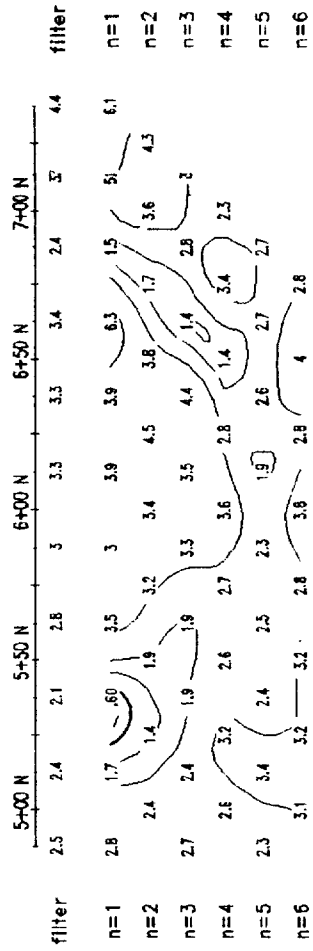 5+00 N 5+50 N 6+00 N 6+50 N 7+00 N
filter 2.5 2.4 2.1 2.8 3 3.3 3.3 3.4 2.4 4.4 filter
n=1 2.8 1.7 .60 3.5 3 3.9 3.9 6.3 1.5 51 6.1 n=1
n=2 2.4 1.4 1.9 3.2 3.4 4.5 3.8 1.7 3.6 4.3 n=2
n=3 2.7 2.4 1.9 1.9 3.3 3.5 4.4 1.4 2.8 n=3
n=4 2.6 3.2 2.6 2.7 3.6 2.8 1.4 3.4 2.3 n=4
n=5 2.3 3.4 2.4 2.5 2.3 1.9 2.6 2.7 2.7 n=5
n=6 3.1 3.2 3.2 2.8 3.8 2.8 4 2.8 n=6